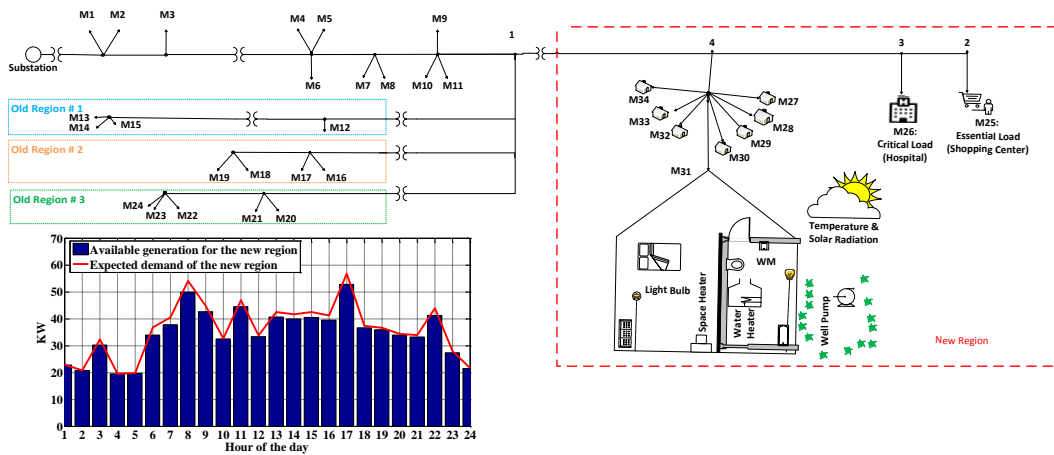 M1
M2
M3
M4
M5
M9
1
Substation
M6
M7
M8
M10
M11
Old Region # 1
M13
M14
M15
M12
Old Region # 2
M19
M18
M17
M16
Old Region # 3
M24
M23
M22
M21
M20
4
3
2
M34
M33
M32
M27
M28
M29
M30
M31
M26:
Critical Load
(Hospital)
M25:
Essential Load
(Shopping Center)
Temperature &
Solar Radiation
WM
Light Bulb
Space Heater
Water
Heater
Well Pump
New Region
Available generation for the new region
Expected demand of the new region
KW
70
60
50
40
30
20
10
0
1 2 3 4 5 6 7 8 9 10 11 12 13 14 15 16 17 18 19 20 21 22 23 24
Hour of the day